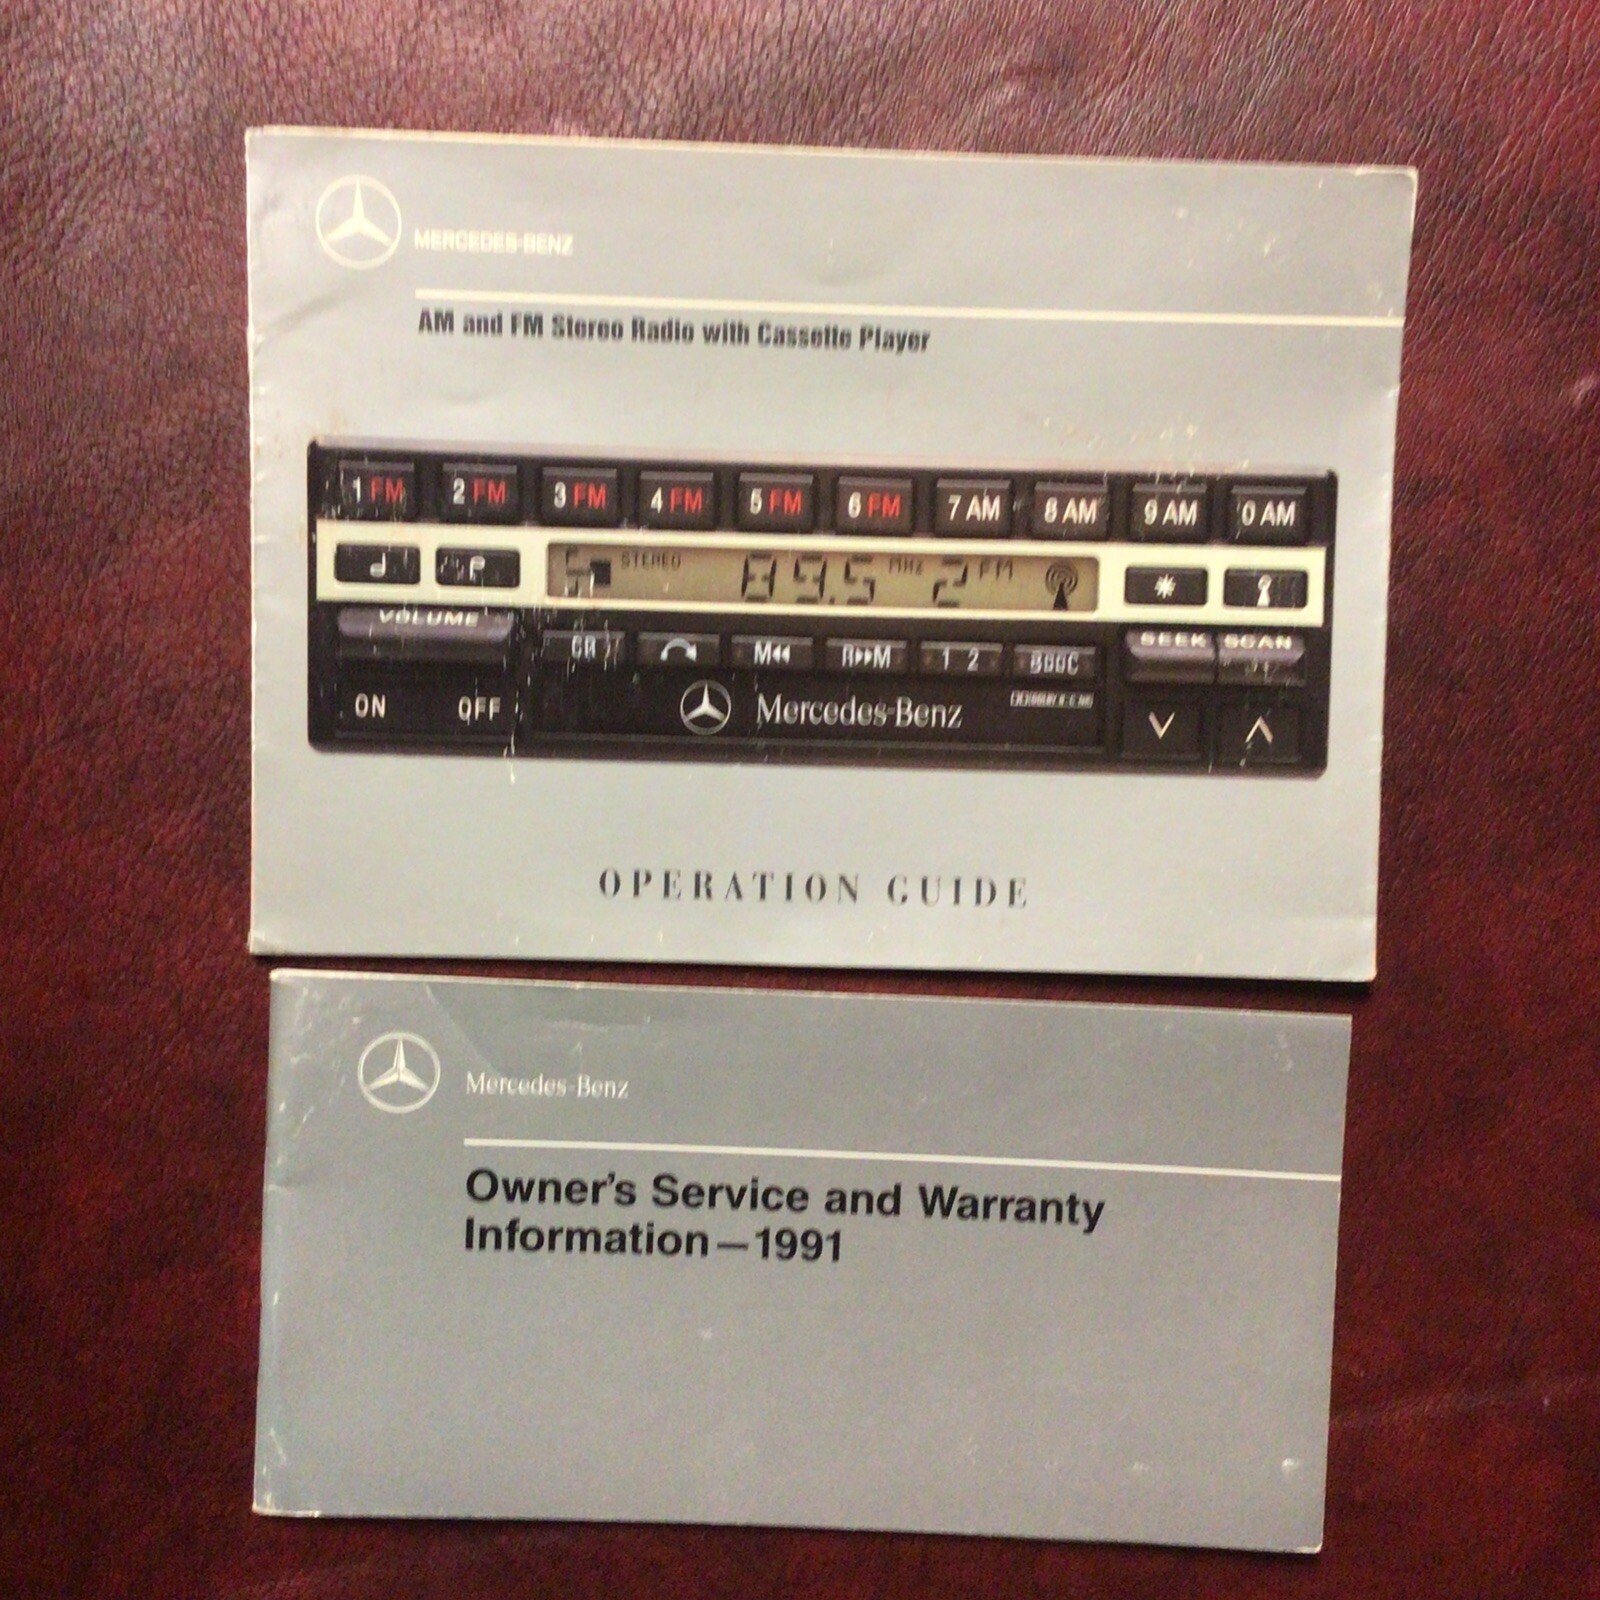 MERCEDES-BENZ
AM and FM Stereo Radio with Cassette Player
1 FM 2 FM 3 FM 4 FM 5 FM 6 FM 7 AM 8 AM 9 AM 0 AM
STEREO 89.5 MHz 2 FM
VOLUME
SEEK SCAN
CR M 1 2
ON OFF
Mercedes-Benz
OPERATION GUIDE
Mercedes-Benz
Owner's Service and Warranty
Information—1991